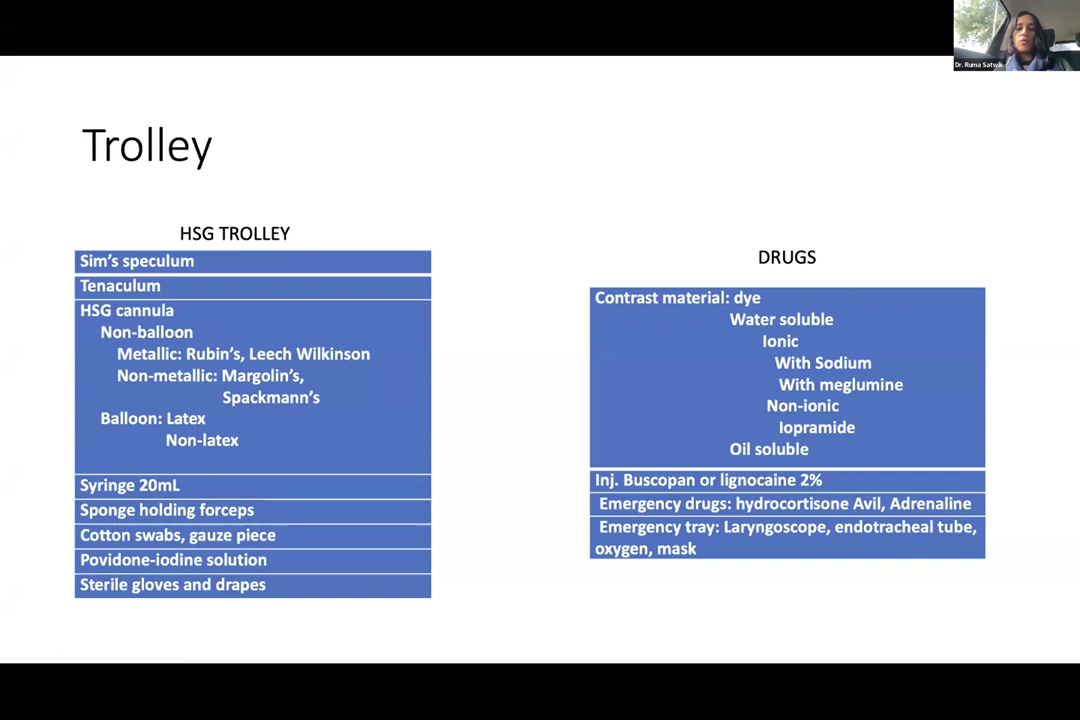 Dr. Ruma Satwik
Trolley
HSG TROLLEY
Sim's speculum
Tenaculum
HSG cannula
Non-balloon
Metallic: Rubin's, Leech Wilkinson
Non-metallic: Margolin's,
Spackmann's
Balloon: Latex
Non-latex
Syringe 20mL
Sponge holding forceps
Cotton swabs, gauze piece
Povidone-iodine solution
Sterile gloves and drapes
DRUGS
Contrast material: dye
Water soluble
Ionic
With Sodium
With meglumine
Non-ionic
Iopramide
Oil soluble
Inj. Buscopan or lignocaine 2%
Emergency drugs: hydrocortisone Avil, Adrenaline
Emergency tray: Laryngoscope, endotracheal tube,
oxygen, mask